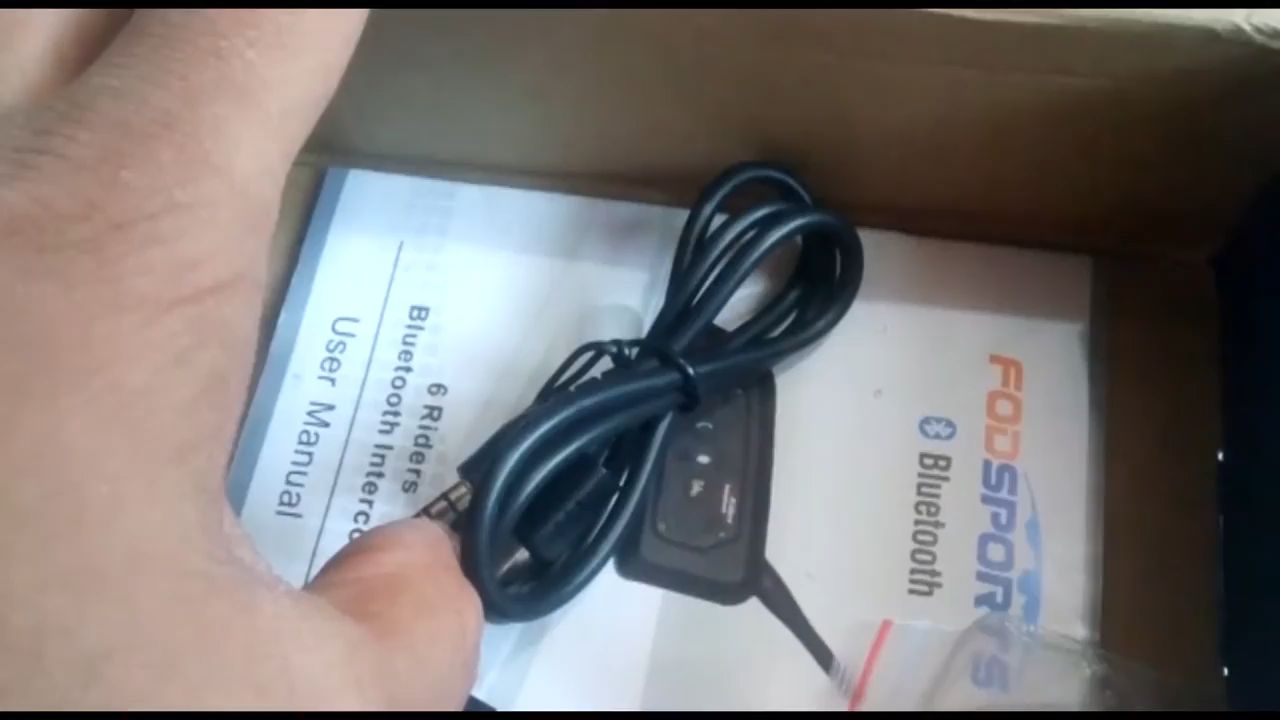 FODSPORTS
Bluetooth
6 Riders
Bluetooth Interco
User Manual